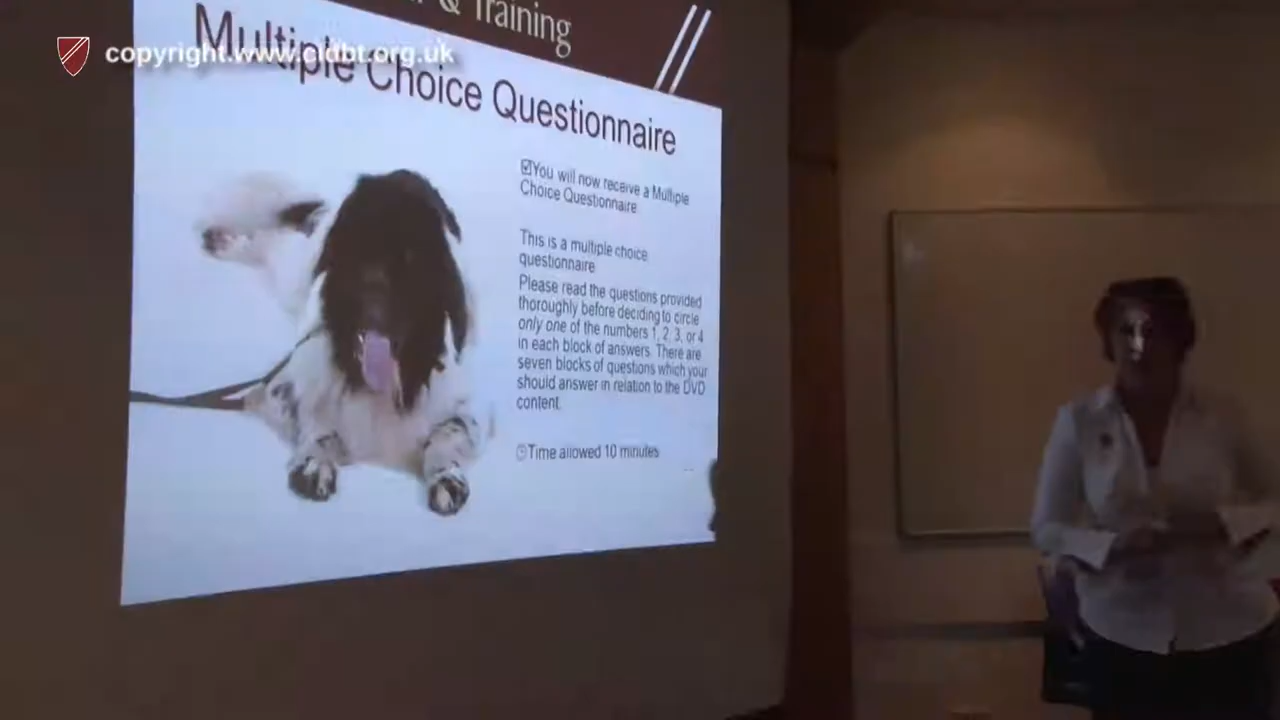 & Training
copyright.www.cidbt.org.uk
Multiple Choice Questionnaire
☑You will now receive a Multiple
Choice Questionnaire
This is a multiple choice
questionnaire
Please read the questions provided
thoroughly before deciding to circle
only one of the numbers 1, 2, 3, or 4
in each block of answers. There are
seven blocks of questions which your
should answer in relation to the DVD
content.
Time allowed 10 minutes